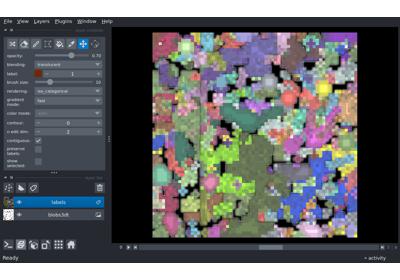 File View Layers Plugins Window Help
opacity: 0.70
blending: translucent
label: 1
brush size: 10
rendering: iso_categorical
gradient mode: fast
color mode:
contour: 0
n edit dim: 2
contiguous:
preserve labels:
show selected:
labels
blobs3dt
0
Ready
activity